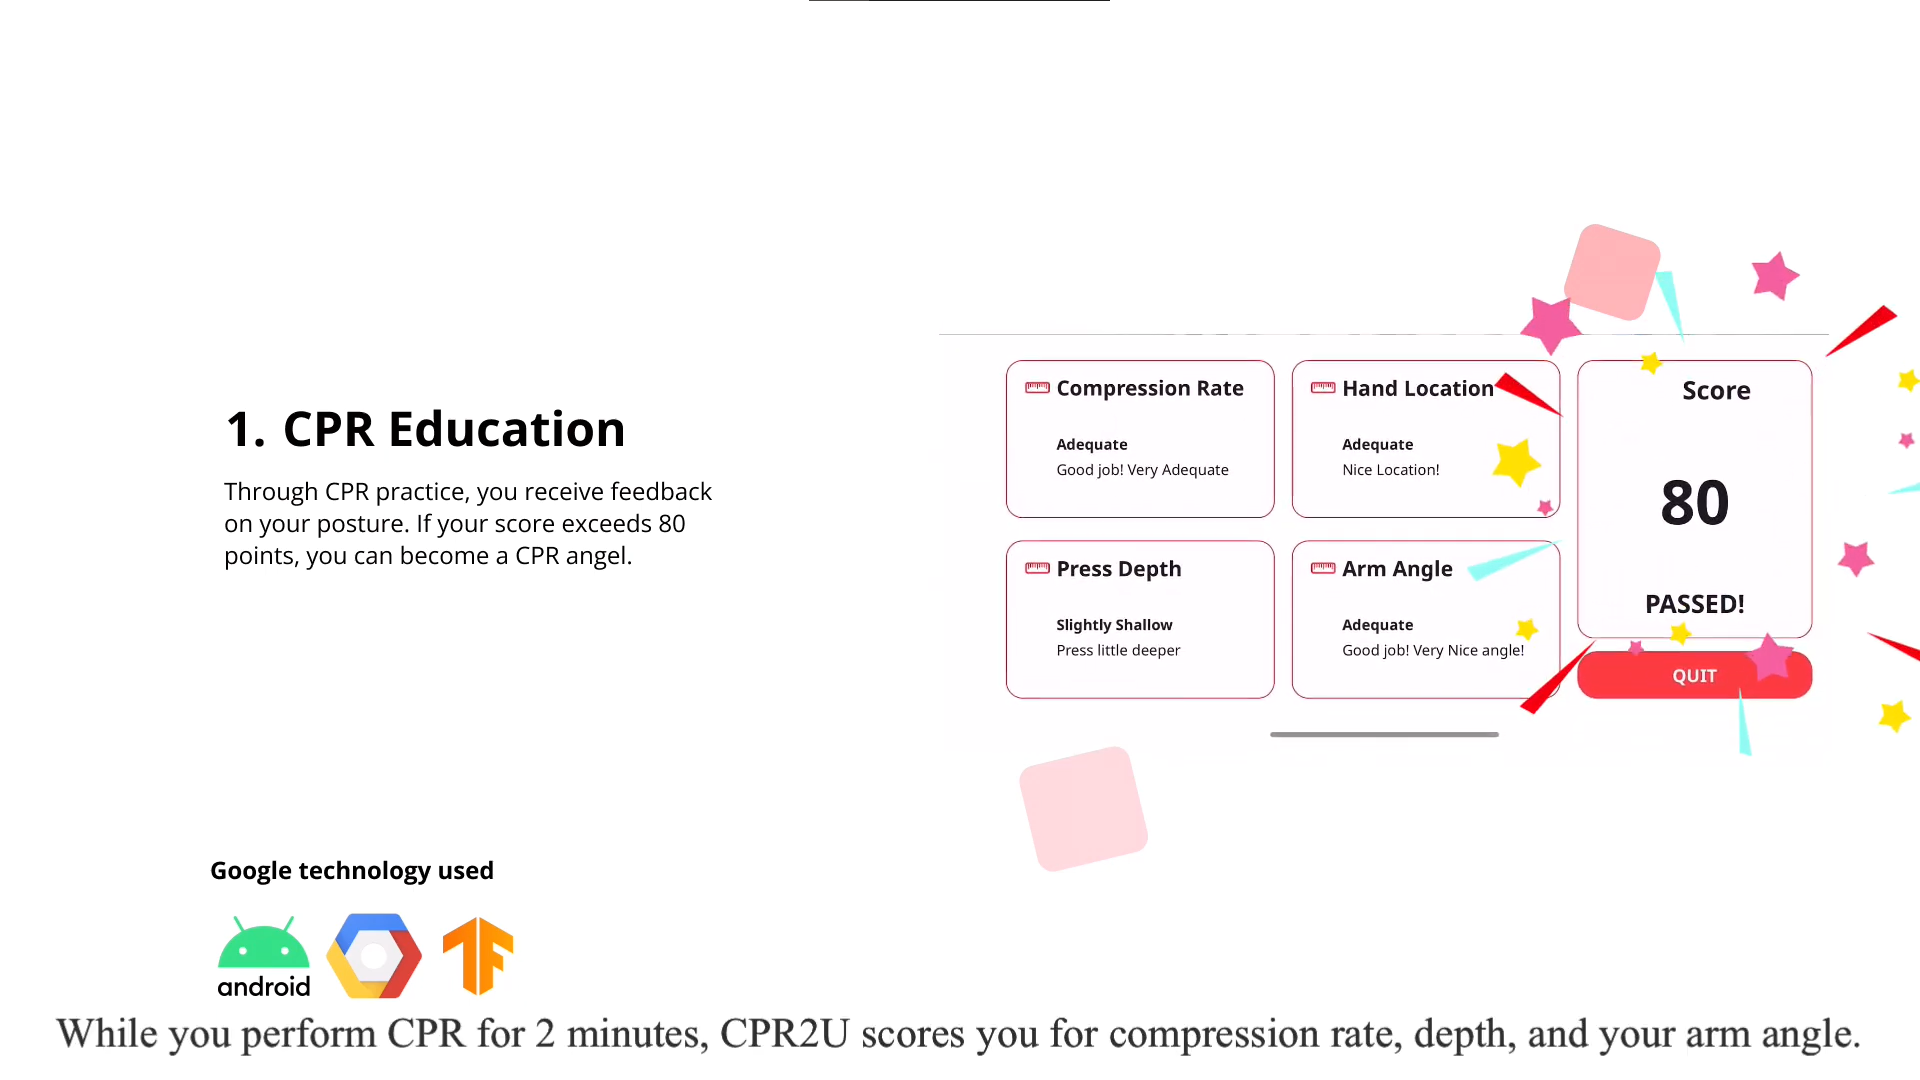 1. CPR Education
Through CPR practice, you receive feedback
on your posture. If your score exceeds 80
points, you can become a CPR angel.
Compression Rate
Adequate
Good job! Very Adequate
Hand Location
Adequate
Nice Location!
Press Depth
Slightly Shallow
Press little deeper
Arm Angle
Adequate
Good job! Very Nice angle!
Score
80
PASSED!
QUIT
Google technology used
android
While you perform CPR for 2 minutes, CPR2U scores you for compression rate, depth, and your arm angle.